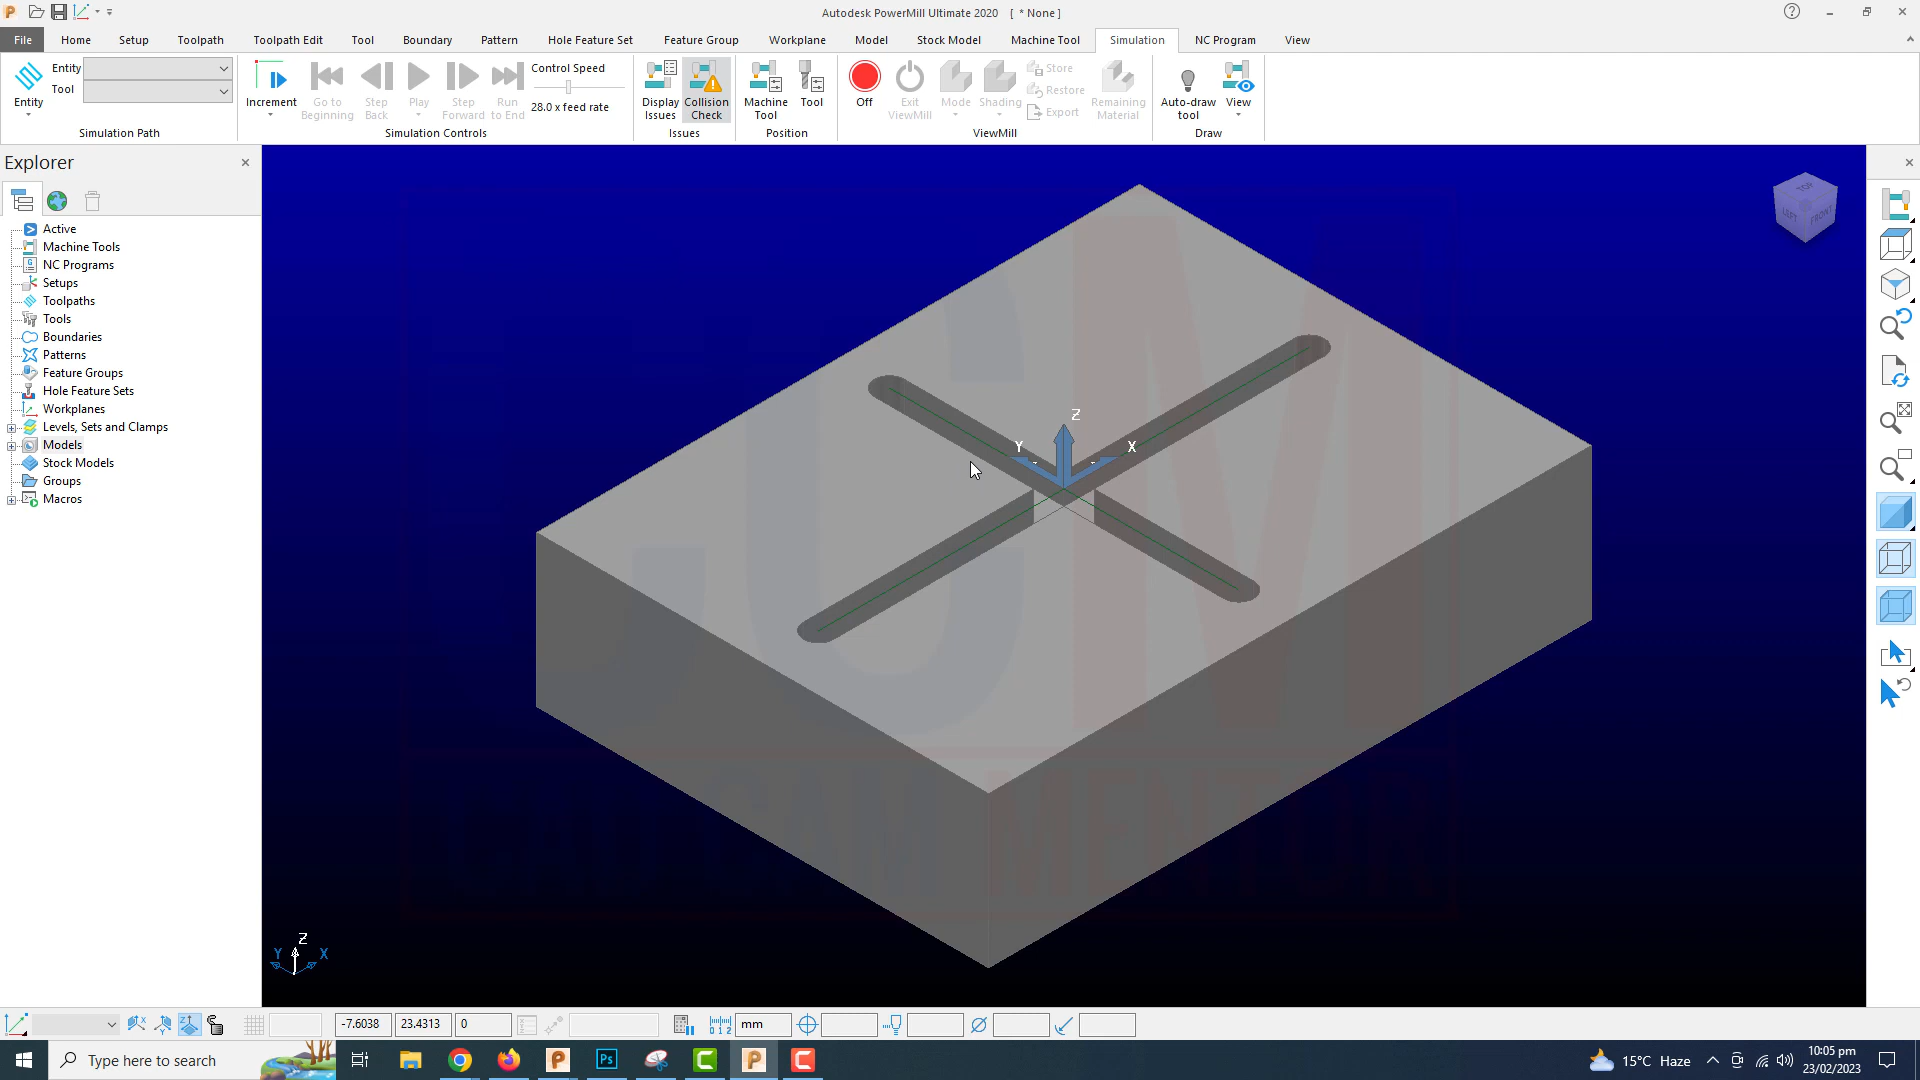 Autodesk PowerMill Ultimate 2020 [ * None ]
File Home Setup Toolpath Toolpath Edit Tool Boundary Pattern Hole Feature Set Feature Group Workplane Model Stock Model Machine Tool Simulation NC Program View
Entity
Entity
Tool
Simulation Path
Increment
Go to Beginning
Step Back
Play
Step Forward
Run to End
Control Speed
28.0 x feed rate
Simulation Controls
Display Issues
Collision Check
Issues
Machine Tool
Tool
Position
Off
Exit ViewMill
Mode
Shading
Store
Restore
Export
Remaining Material
ViewMill
Auto-draw tool
View
Draw
Explorer
Active
Machine Tools
NC Programs
Setups
Toolpaths
Tools
Boundaries
Patterns
Feature Groups
Hole Feature Sets
Workplanes
Levels, Sets and Clamps
Models
Stock Models
Groups
Macros
TOP
LEFT FRONT
Z
Y X
Z
Y X
-7.6038 23.4313 0 mm
Type here to search
15°C Haze
10:05 pm
23/02/2023